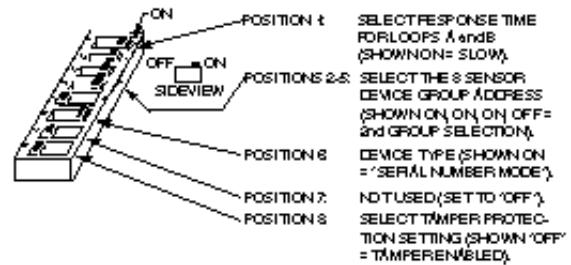 ON
POSITION 1: SELECT RESPONSE TIME
FOR LOOPS A and B
(SHOWN ON = SLOW).
OFF ON
SIDEVIEW
POSITIONS 2-5: SELECT THE 8 SENSOR
DEVICE GROUP ADDRESS
(SHOWN ON, ON, ON, OFF =
2nd GROUP SELECTION).
POSITION 6: DEVICE TYPE (SHOWN ON
= "SERIAL NUMBER MODE").
POSITION 7: NOT USED (SET TO "OFF").
POSITION 8: SELECT TAMPER PROTEC-
TION SETTING (SHOWN "OFF"
= TAMPER ENABLED).